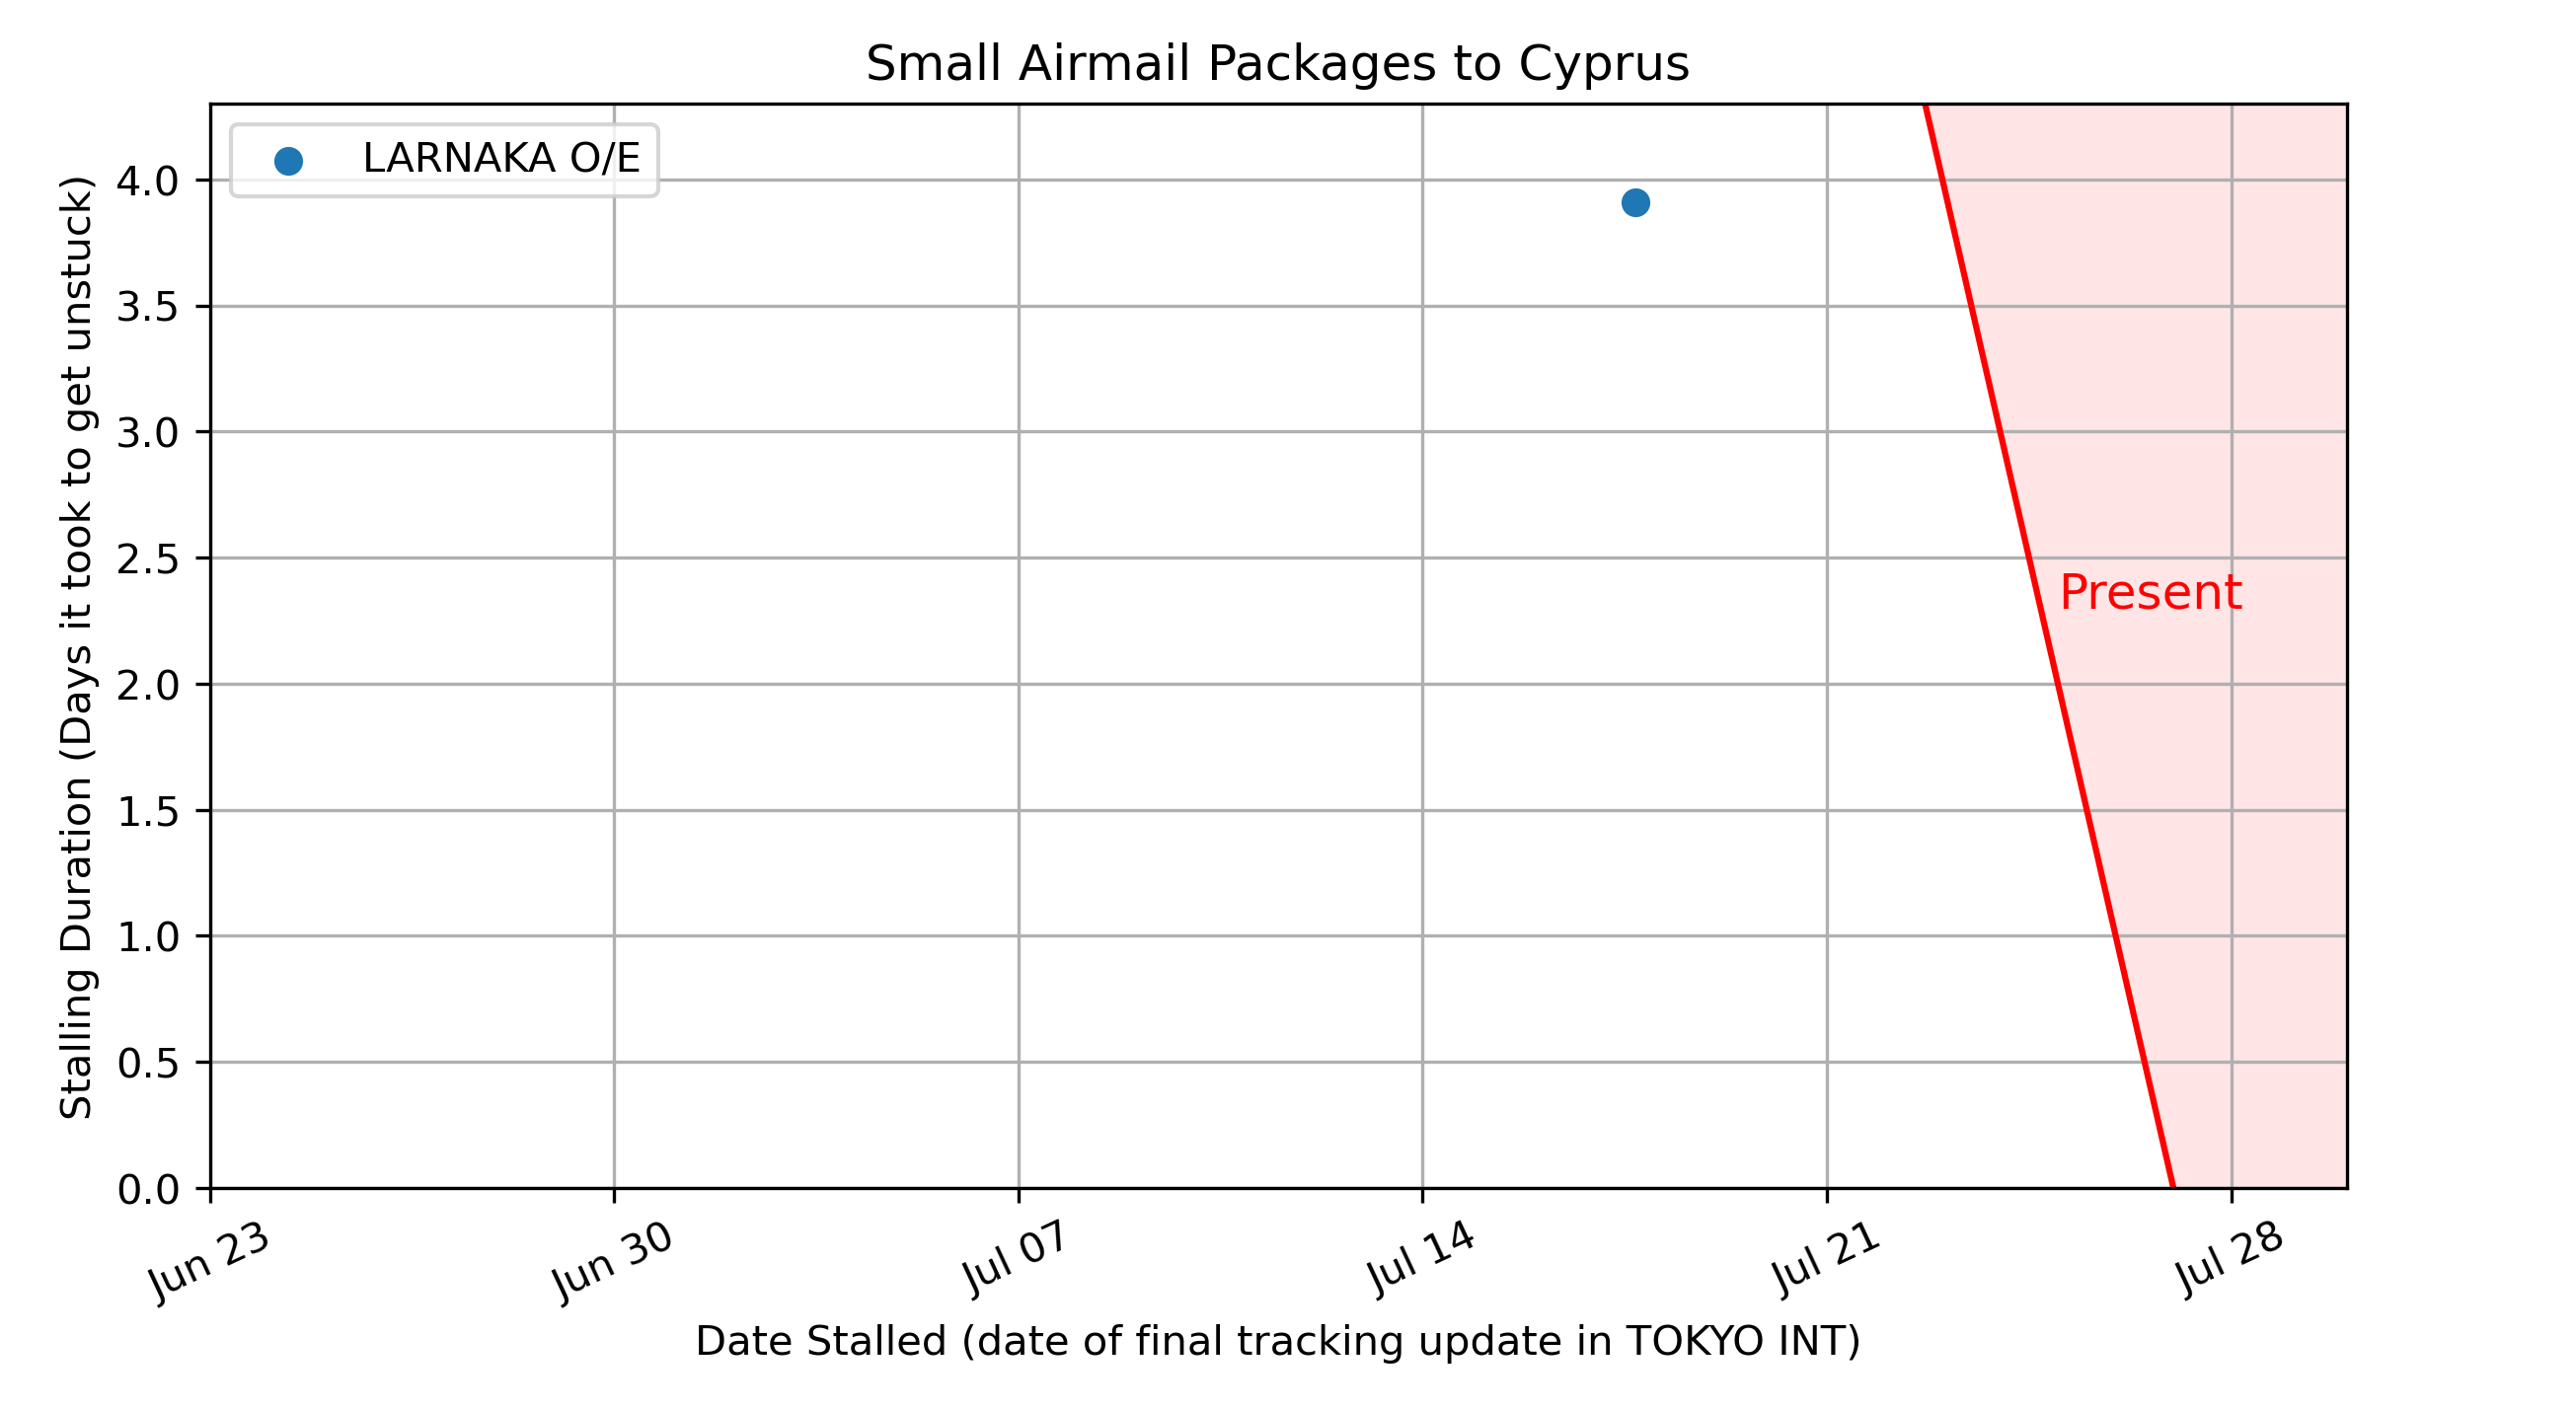 Small Airmail Packages to Cyprus
LARNAKA O/E
Stalling Duration (Days it took to get unstuck)
4.0
3.5
3.0
2.5
2.0
1.5
1.0
0.5
0.0
Present
Jun 23
Jun 30
Jul 07
Jul 14
Jul 21
Jul 28
Date Stalled (date of final tracking update in TOKYO INT)